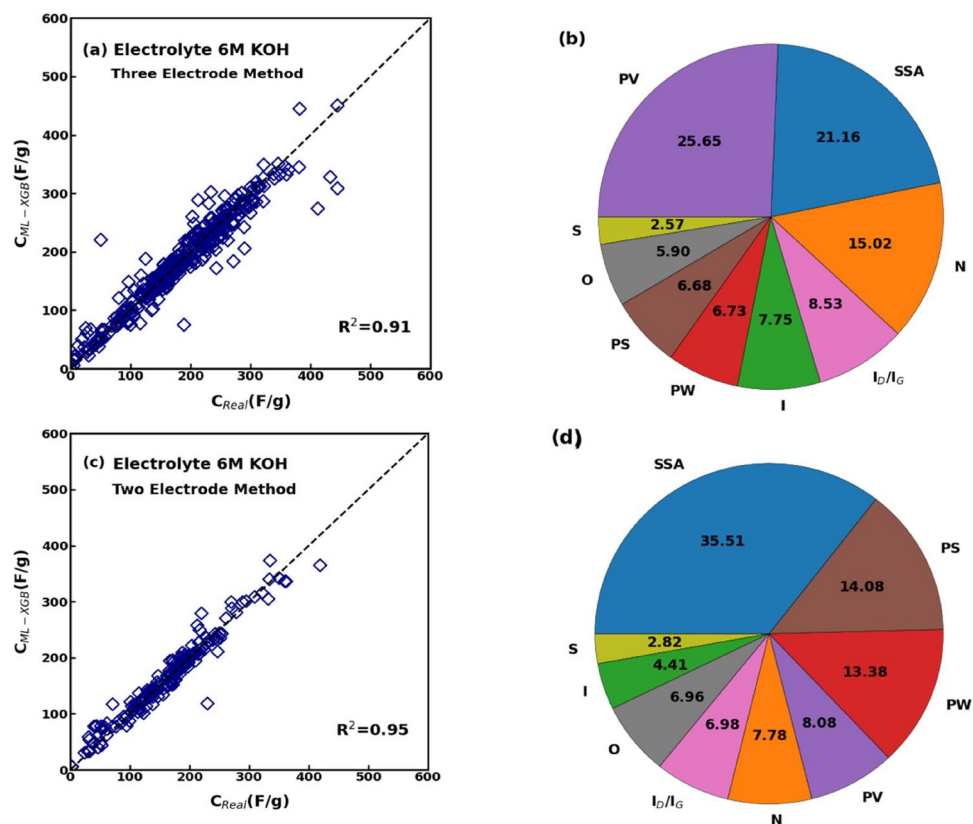 (a) Electrolyte 6M KOH
Three Electrode Method
R²=0.91
600
500
400
300
200
100
0
0 100 200 300 400 500 600
C_ML−XGB(F/g)
C_Real(F/g)
(b)
PV
SSA
25.65
21.16
S
2.57
15.02
N
O
5.90
6.68
6.73
7.75
8.53
PS
PW
I
I_D/I_G
(c) Electrolyte 6M KOH
Two Electrode Method
R²=0.95
600
500
400
300
200
100
0
0 100 200 300 400 500 600
C_ML−XGB(F/g)
C_Real(F/g)
(d)
SSA
35.51
PS
14.08
S
2.82
13.38
PW
I
4.41
O
6.96
6.98
7.78
8.08
I_D/I_G
N
PV